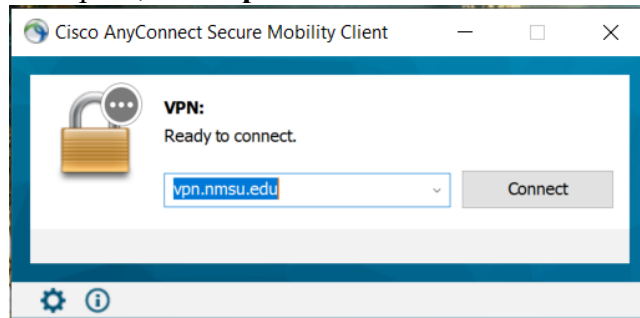 Cisco AnyConnect Secure Mobility Client
VPN:
Ready to connect.
vpn.nmsu.edu
Connect